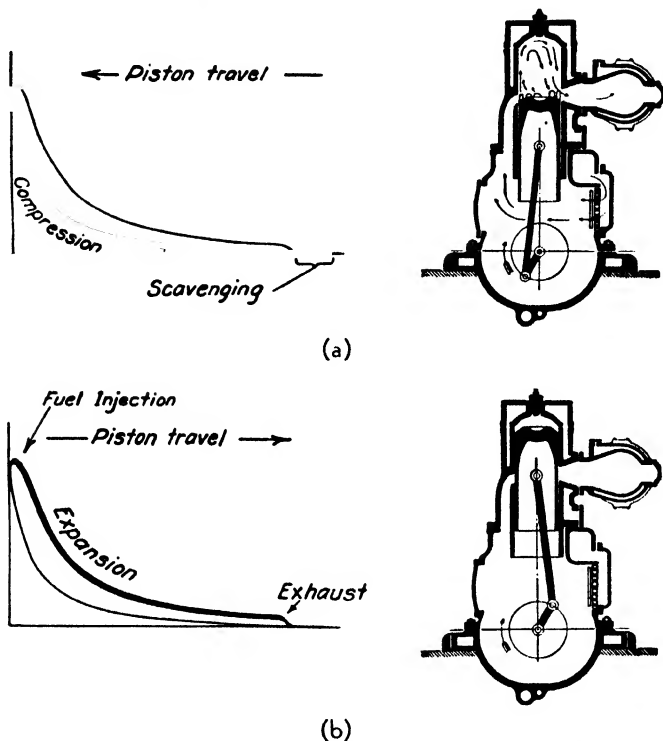 Piston travel
Compression
Scavenging
(a)
Fuel Injection
Piston travel
Expansion
Exhaust
(b)